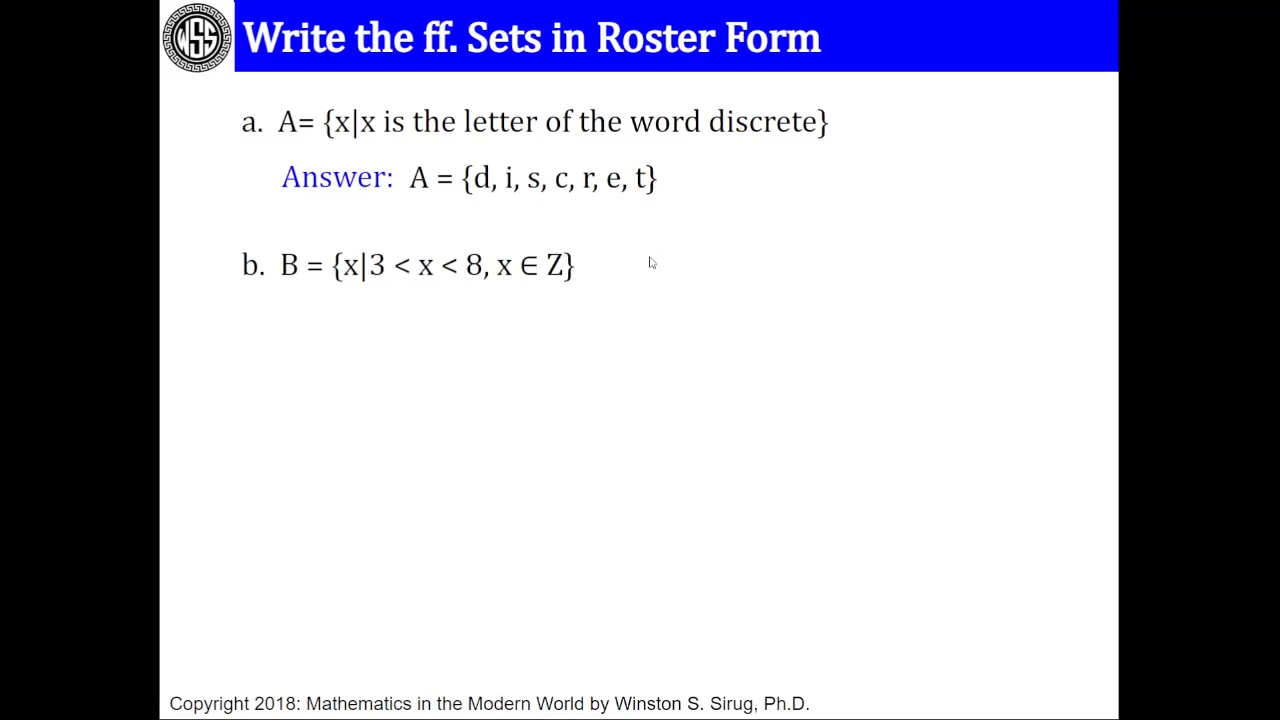 WSS
Write the ff. Sets in Roster Form
a. A= {x|x is the letter of the word discrete}
Answer: A = {d, i, s, c, r, e, t}
b. B = {x|3 < x < 8, x ∈ Z}
Copyright 2018: Mathematics in the Modern World by Winston S. Sirug, Ph.D.